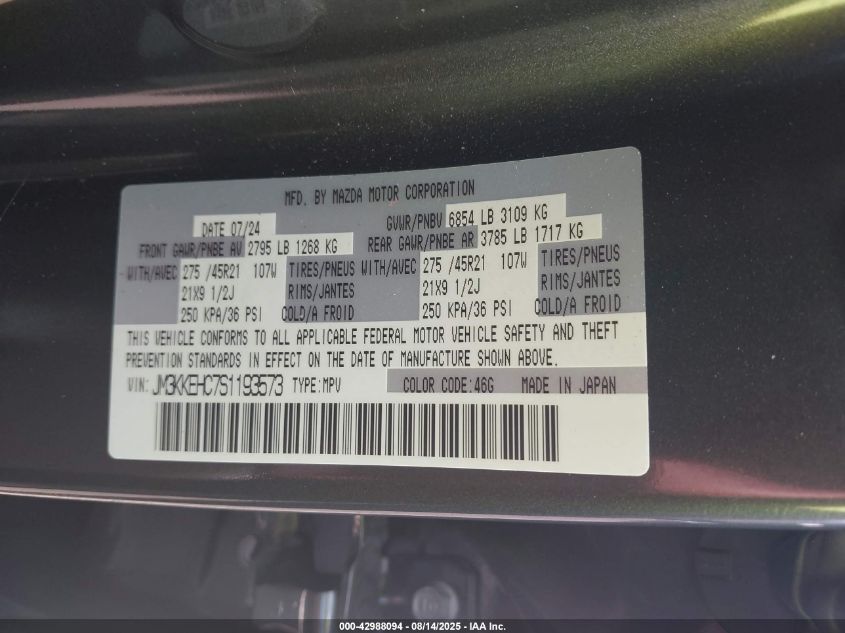 MFD. BY MAZDA MOTOR CORPORATION
DATE 07/24 GVWR/PNBV 6854 LB 3109 KG
FRONT GAWR/PNBE AV 2795 LB 1268 KG REAR GAWR/PNBE AR 3785 LB 1717 KG
WITH/AVEC 275 /45R21 107W TIRES/PNEUS WITH/AVEC 275 /45R21 107W TIRES/PNEUS
21X9 1/2J RIMS/JANTES 21X9 1/2J RIMS/JANTES
250 KPA/36 PSI COLD/A FROID 250 KPA/36 PSI COLD/A FROID
THIS VEHICLE CONFORMS TO ALL APPLICABLE FEDERAL MOTOR VEHICLE SAFETY AND THEFT
PREVENTION STANDARDS IN EFFECT ON THE DATE OF MANUFACTURE SHOWN ABOVE.
VIN: JM3KKEHC7S1193573 TYPE:MPV COLOR CODE:46G MADE IN JAPAN
000-42988094 - 08/14/2025 - IAA Inc.